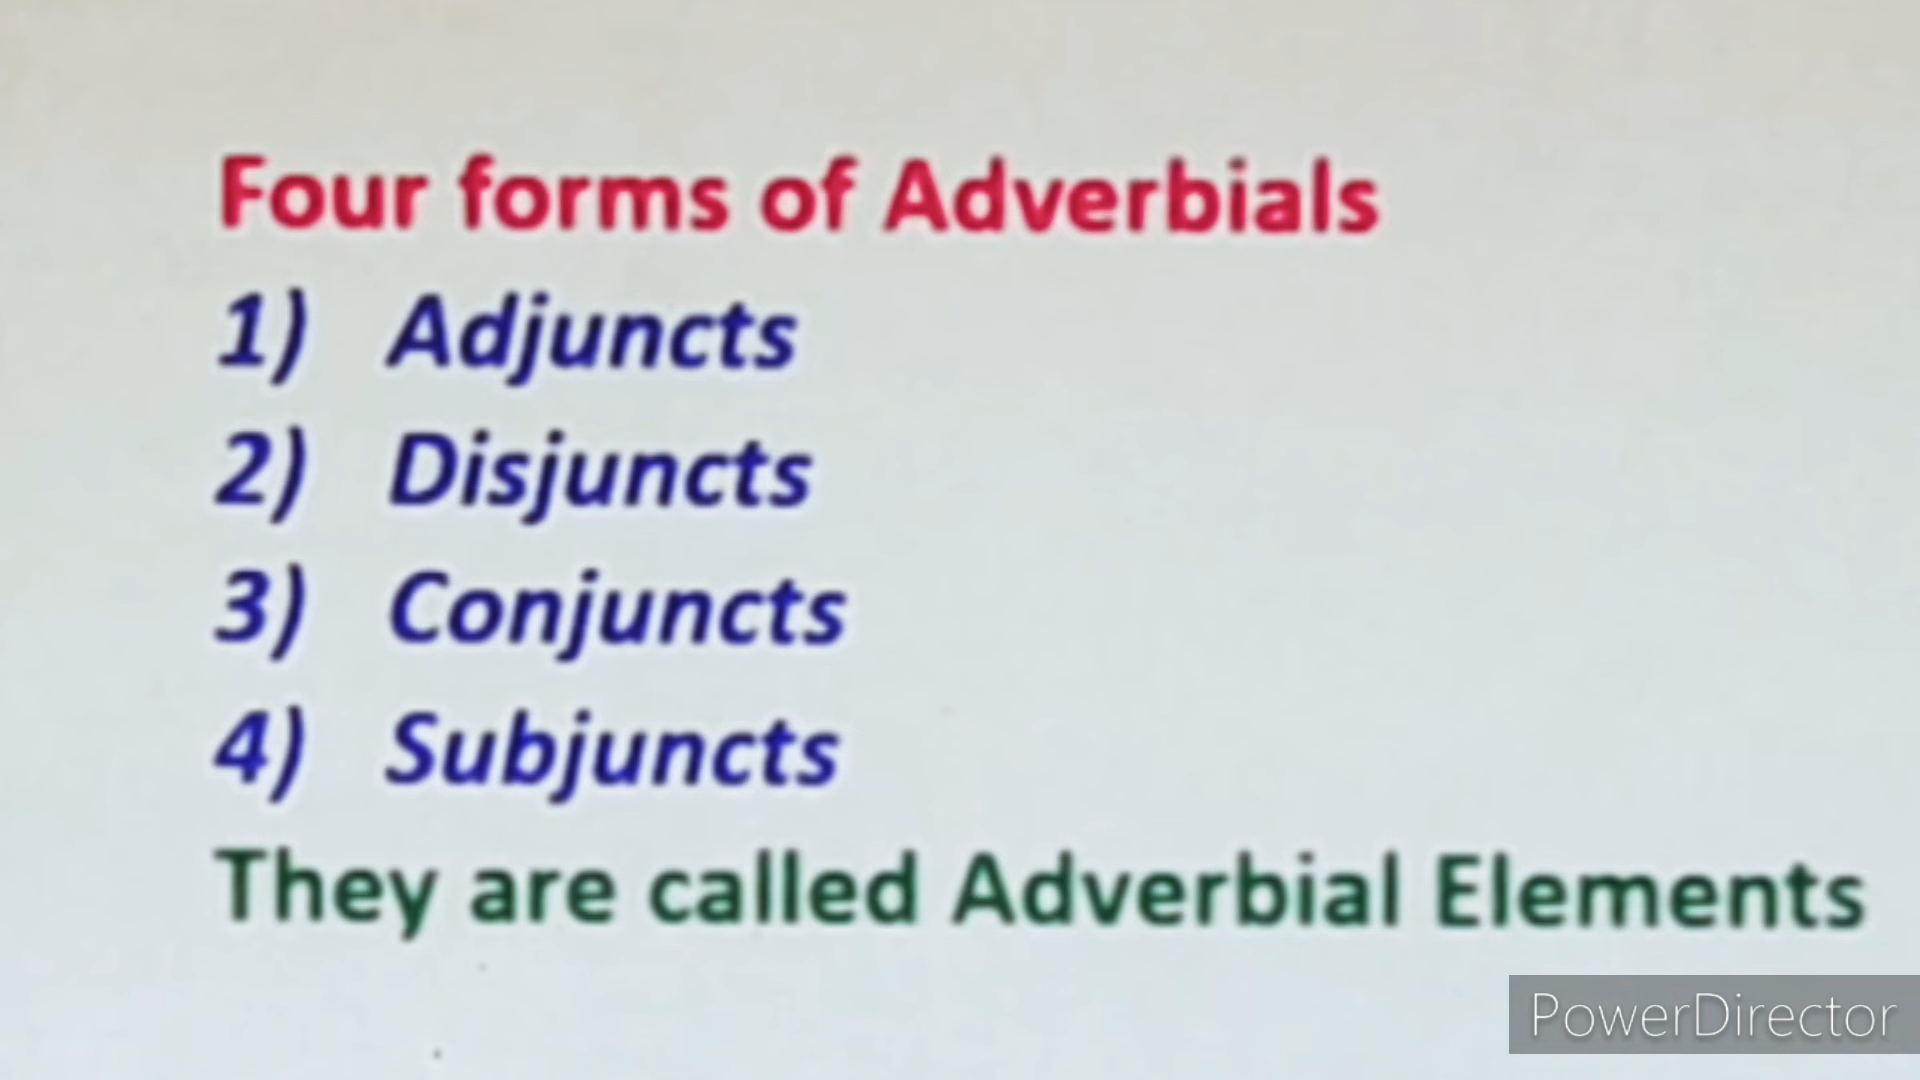 Four forms of Adverbials
1) Adjuncts
2) Disjuncts
3) Conjuncts
4) Subjuncts
They are called Adverbial Elements
PowerDirector